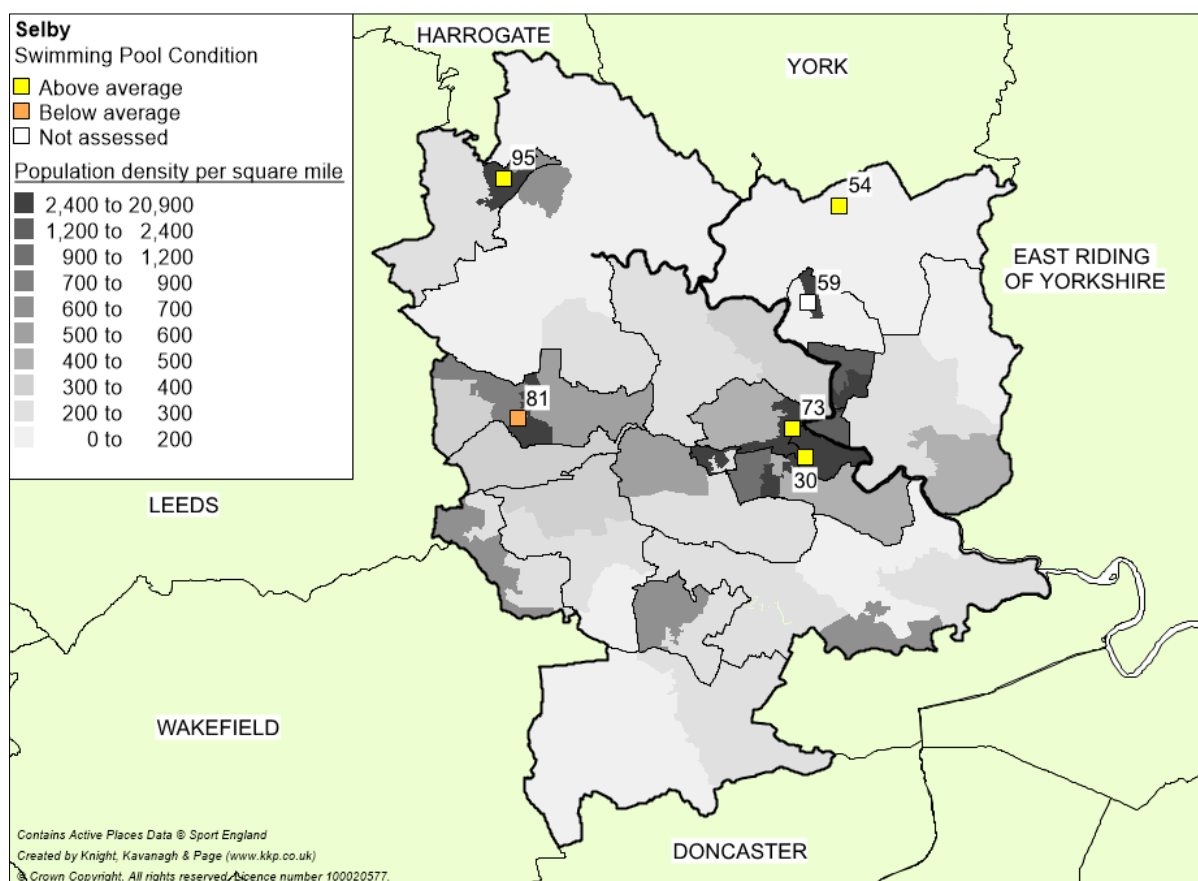 Selby
Swimming Pool Condition
Above average
Below average
Not assessed
Population density per square mile
2,400 to 20,900
1,200 to 2,400
900 to 1,200
700 to 900
600 to 700
500 to 600
400 to 500
300 to 400
200 to 300
0 to 200
HARROGATE
YORK
95
54
EAST RIDING
OF YORKSHIRE
59
81
73
30
LEEDS
WAKEFIELD
DONCASTER
Contains Active Places Data © Sport England
Created by Knight, Kavanagh & Page (www.kkp.co.uk)
© Crown Copyright. All rights reserved. Licence number 100020577.